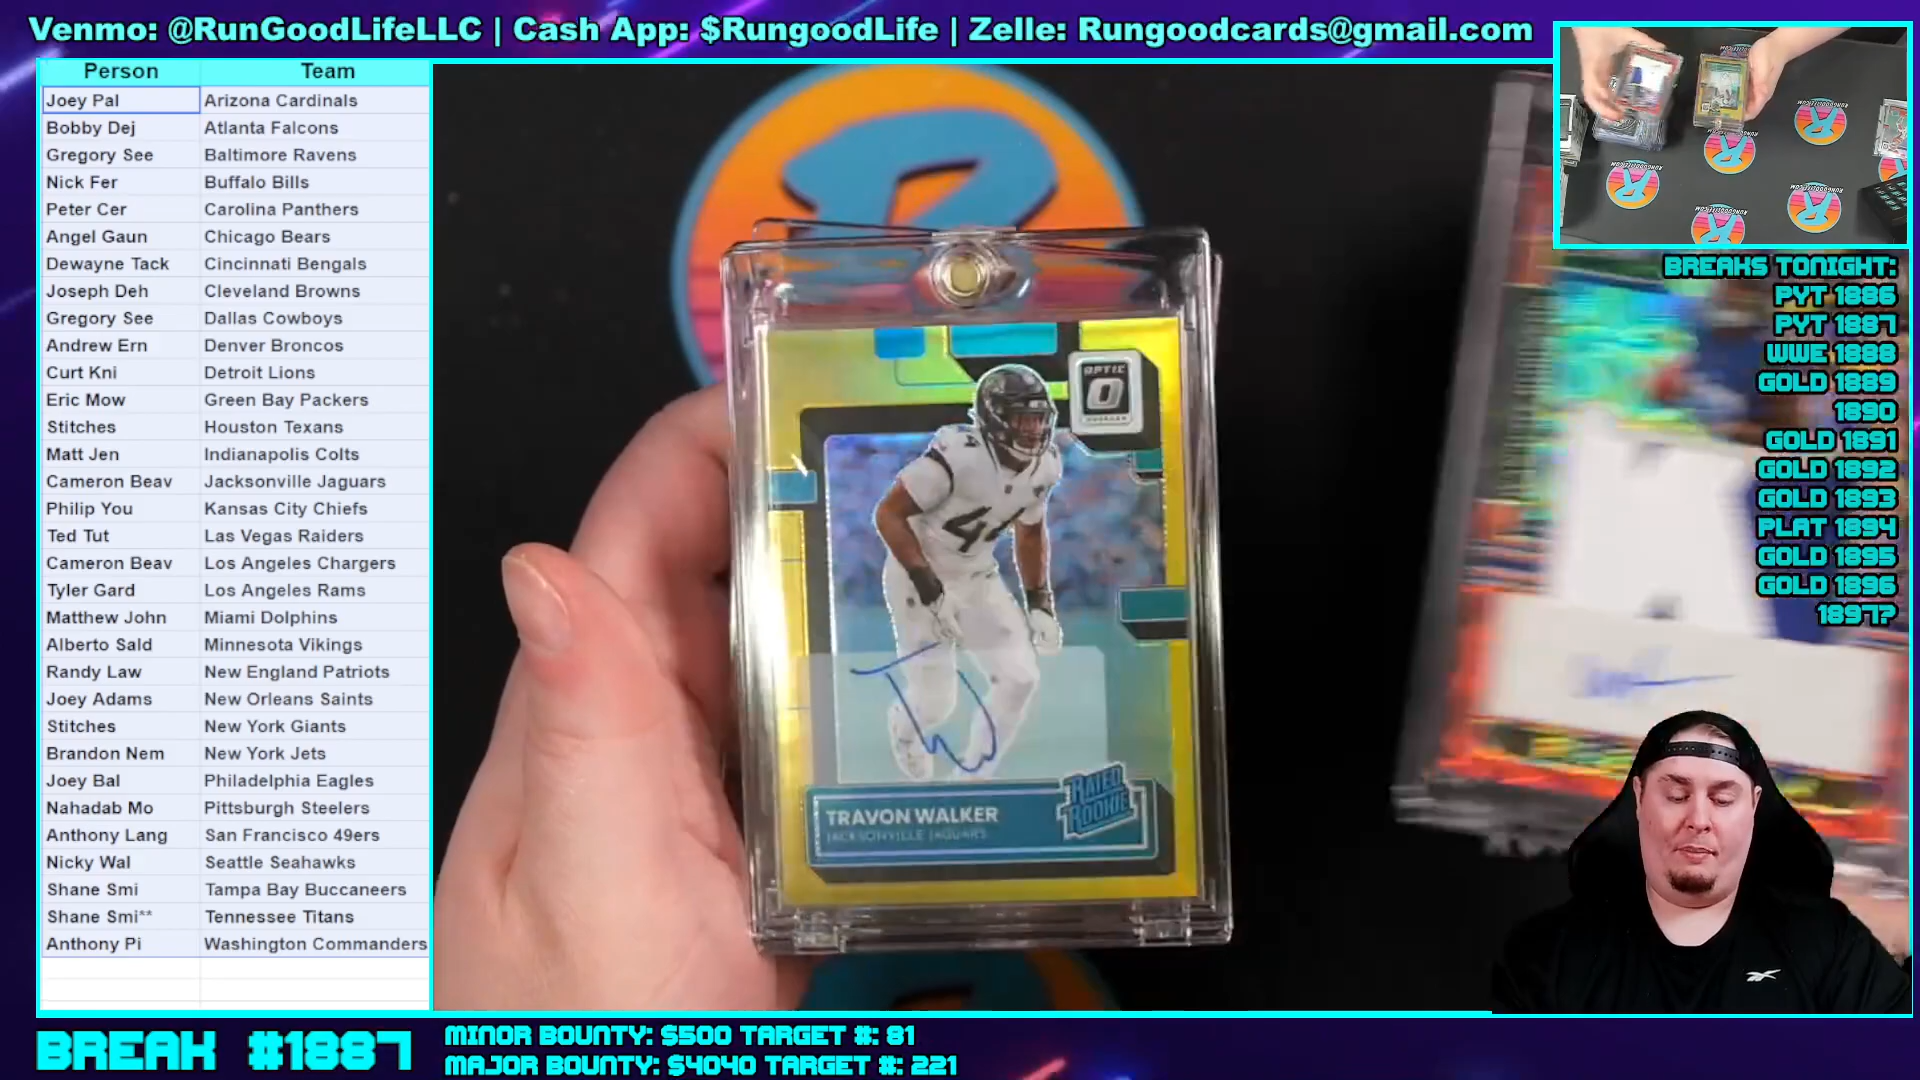 Venmo: @RunGoodLifeLLC | Cash App: $RungoodLife | Zelle: Rungoodcards@gmail.com
Person Team
Joey Pal Arizona Cardinals
Bobby Dej Atlanta Falcons
Gregory See Baltimore Ravens
Nick Fer Buffalo Bills
Peter Cer Carolina Panthers
Angel Gaun Chicago Bears
Dewayne Tack Cincinnati Bengals
Joseph Deh Cleveland Browns
Gregory See Dallas Cowboys
Andrew Ern Denver Broncos
Curt Kni Detroit Lions
Eric Mow Green Bay Packers
Stitches Houston Texans
Matt Jen Indianapolis Colts
Cameron Beav Jacksonville Jaguars
Philip You Kansas City Chiefs
Ted Tut Las Vegas Raiders
Cameron Beav Los Angeles Chargers
Tyler Gard Los Angeles Rams
Matthew John Miami Dolphins
Alberto Sald Minnesota Vikings
Randy Law New England Patriots
Joey Adams New Orleans Saints
Stitches New York Giants
Brandon Nem New York Jets
Joey Bal Philadelphia Eagles
Nahadab Mo Pittsburgh Steelers
Anthony Lang San Francisco 49ers
Nicky Wal Seattle Seahawks
Shane Smi Tampa Bay Buccaneers
Shane Smi** Tennessee Titans
Anthony Pi Washington Commanders
OPTIC
44
TW
TRAVON WALKER
JACKSONVILLE JAGUARS
RATED
ROOKIE
BREAKS TONIGHT:
PYT 1886
PYT 1887
WWE 1888
GOLD 1889
1890
GOLD 1891
GOLD 1892
GOLD 1893
PLAT 1894
GOLD 1895
GOLD 1896
1897?
BREAK #1887
MINOR BOUNTY: $500 TARGET #: 81
MAJOR BOUNTY: $4040 TARGET #: 221